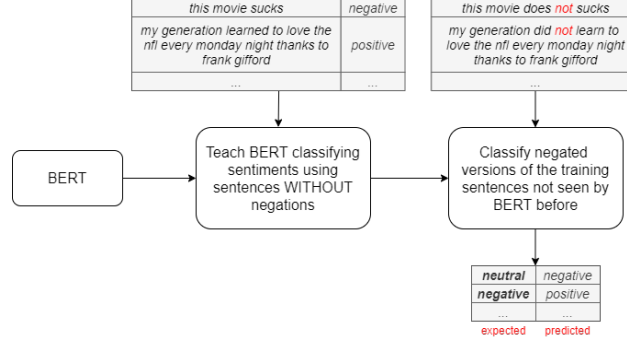 this movie sucks negative
my generation learned to love the
nfl every monday night thanks to
frank gifford
positive
... ...
this movie does not sucks
my generation did not learn to
love the nfl every monday night
thanks to frank gifford
...
BERT
Teach BERT classifying
sentiments using
sentences WITHOUT
negations
Classify negated
versions of the training
sentences not seen by
BERT before
neutral negative
negative positive
... ...
expected predicted